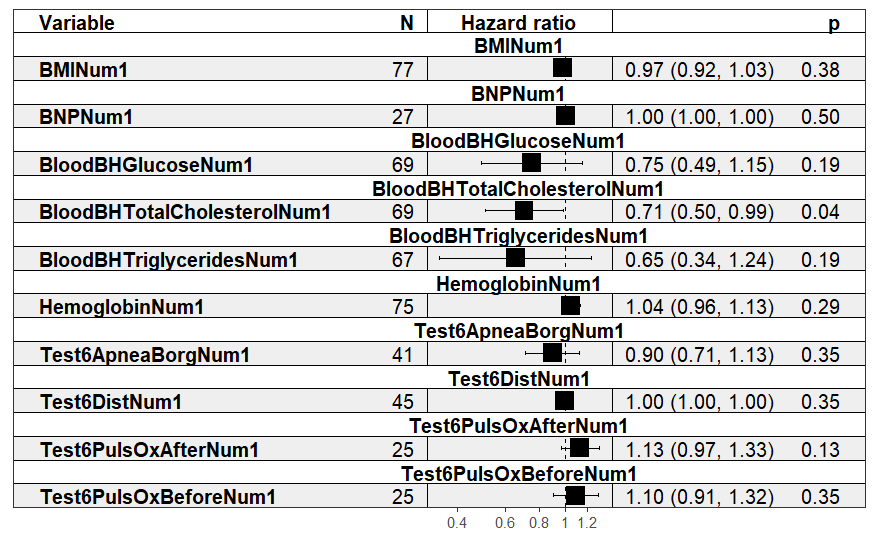 Variable N Hazard ratio p
BMINum1
BMINum1 77 0.97 (0.92, 1.03) 0.38
BNPNum1
BNPNum1 27 1.00 (1.00, 1.00) 0.50
BloodBHGlucoseNum1
BloodBHGlucoseNum1 69 0.75 (0.49, 1.15) 0.19
BloodBHTotalCholesterolNum1
BloodBHTotalCholesterolNum1 69 0.71 (0.50, 0.99) 0.04
BloodBHTriglyceridesNum1
BloodBHTriglyceridesNum1 67 0.65 (0.34, 1.24) 0.19
HemoglobinNum1
HemoglobinNum1 75 1.04 (0.96, 1.13) 0.29
Test6ApneaBorgNum1
Test6ApneaBorgNum1 41 0.90 (0.71, 1.13) 0.35
Test6DistNum1
Test6DistNum1 45 1.00 (1.00, 1.00) 0.35
Test6PulsOxAfterNum1
Test6PulsOxAfterNum1 25 1.13 (0.97, 1.33) 0.13
Test6PulsOxBeforeNum1
Test6PulsOxBeforeNum1 25 1.10 (0.91, 1.32) 0.35
0.4 0.6 0.8 1 1.2